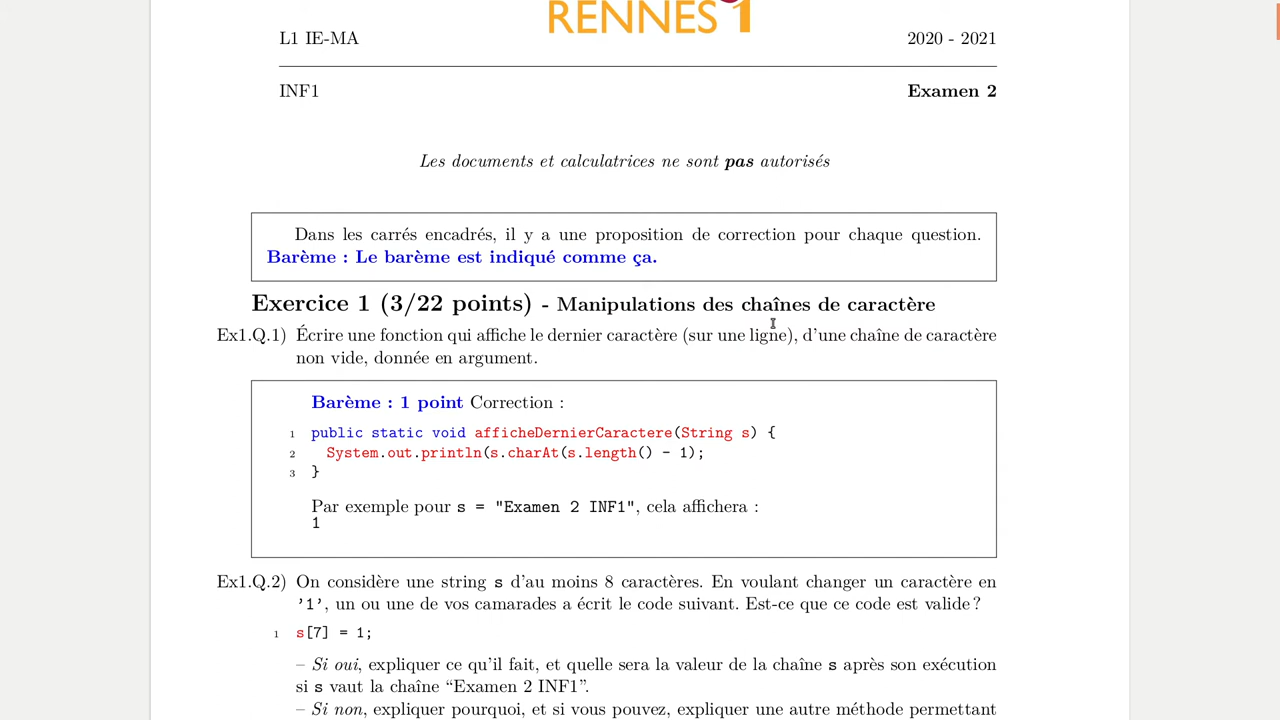 RENNES 1
L1 IE-MA 2020 - 2021
INF1 Examen 2
Les documents et calculatrices ne sont pas autorisés
Dans les carrés encadrés, il y a une proposition de correction pour chaque question.
Barème : Le barème est indiqué comme ça.
Exercice 1 (3/22 points) - Manipulations des chaînes de caractère
Ex1.Q.1) Écrire une fonction qui affiche le dernier caractère (sur une ligne), d'une chaîne de caractère
non vide, donnée en argument.
Barème : 1 point Correction :
1 public static void afficheDernierCaractere(String s) {
2 System.out.println(s.charAt(s.length() - 1);
3 }
Par exemple pour s = "Examen 2 INF1", cela affichera :
1
Ex1.Q.2) On considère une string s d'au moins 8 caractères. En voulant changer un caractère en
'1', un ou une de vos camarades a écrit le code suivant. Est-ce que ce code est valide ?
1 s[7] = 1;
– Si oui, expliquer ce qu'il fait, et quelle sera la valeur de la chaîne s après son exécution
si s vaut la chaîne “Examen 2 INF1”.
– Si non, expliquer pourquoi, et si vous pouvez, expliquer une autre méthode permettant